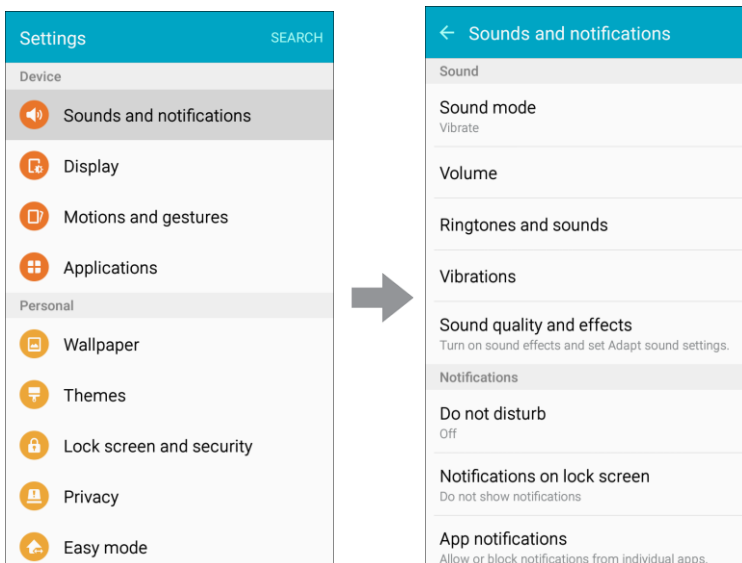 Settings
SEARCH
Device
Sounds and notifications
Display
Motions and gestures
Applications
Personal
Wallpaper
Themes
Lock screen and security
Privacy
Easy mode
Sounds and notifications
Sound
Sound mode
Vibrate
Volume
Ringtones and sounds
Vibrations
Sound quality and effects
Turn on sound effects and set Adapt sound settings.
Notifications
Do not disturb
Off
Notifications on lock screen
Do not show notifications
App notifications
Allow or block notifications from individual apps.